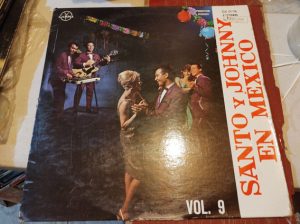 SANTO Y JOHNNY
EN MEXICO
VOL. 9